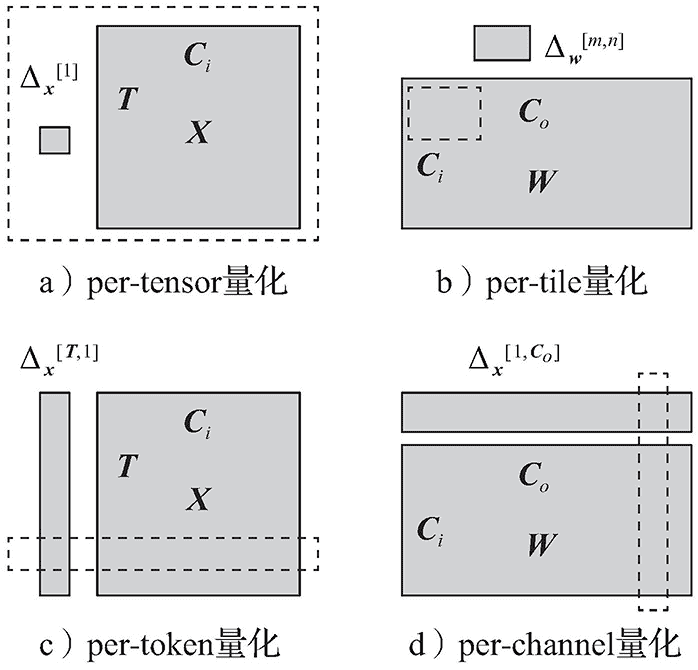 Δx[1]
Ci
T
X
a）per-tensor量化
Δw[m,n]
Co
Ci
W
b）per-tile量化
Δx[T,1]
Ci
T
X
c）per-token量化
Δx[1,Co]
Co
Ci
W
d）per-channel量化